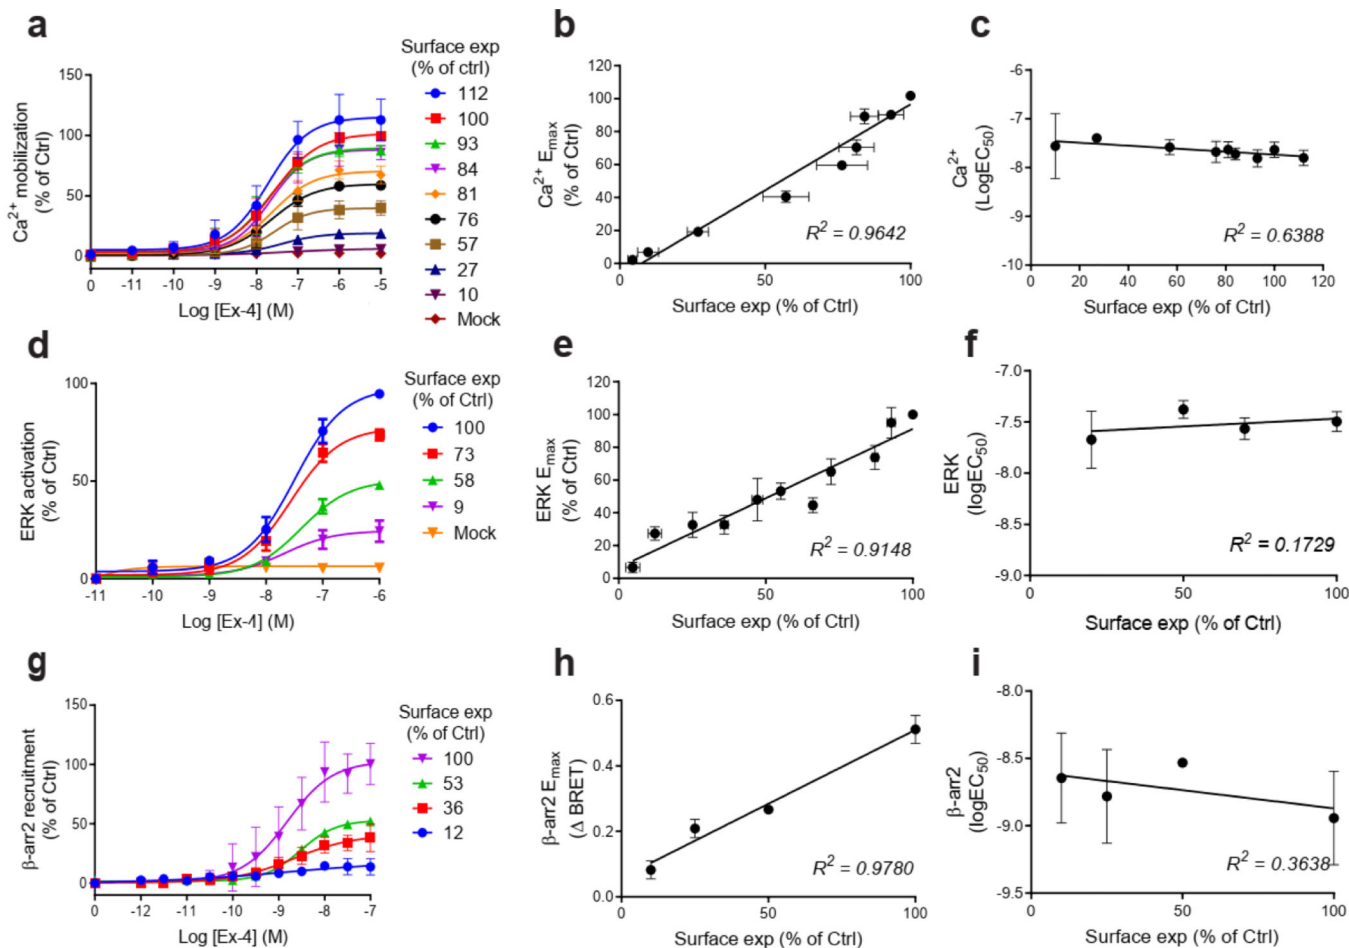 a
Surface exp
(% of ctrl)
112
100
93
84
81
76
57
27
10
Mock
Ca2+ mobilization
(% of Ctrl)
150
100
50
0
0 -11 -10 -9 -8 -7 -6 -5
Log [Ex-4] (M)
b
Ca2+ Emax
(% of Ctrl)
120
100
80
60
40
20
0
R2 = 0.9642
50 100
Surface exp (% of Ctrl)
c
Ca2+
(LogEC50)
-6
-7
-8
-9
-10
R2 = 0.6388
0 20 40 60 80 100 120
Surface exp (% of Ctrl)
d
Surface exp
(% of Ctrl)
100
73
58
9
Mock
ERK activation
(% of Ctrl)
100
50
0
-11 -10 -9 -8 -7 -6
Log [Ex-4] (M)
e
ERK Emax
(% of Ctrl)
120
100
80
60
40
20
0
R2 = 0.9148
0 50 100
Surface exp (% of Ctrl)
f
ERK
(logEC50)
-7.0
-7.5
-8.0
-8.5
-9.0
R2 = 0.1729
0 50 100
Surface exp (% of Ctrl)
g
Surface exp
(% of Ctrl)
100
53
36
12
β-arr2 recruitment
(% of Ctrl)
150
100
50
0
0 -12 -11 -10 -9 -8 -7
Log [Ex-4] (M)
h
β-arr2 Emax
(Δ BRET)
0.6
0.4
0.2
0.0
R2 = 0.9780
0 50 100
Surface exp (% of Ctrl)
i
β-arr2
(logEC50)
-8.0
-8.5
-9.0
-9.5
R2 = 0.3638
0 50 100
Surface exp (% of Ctrl)